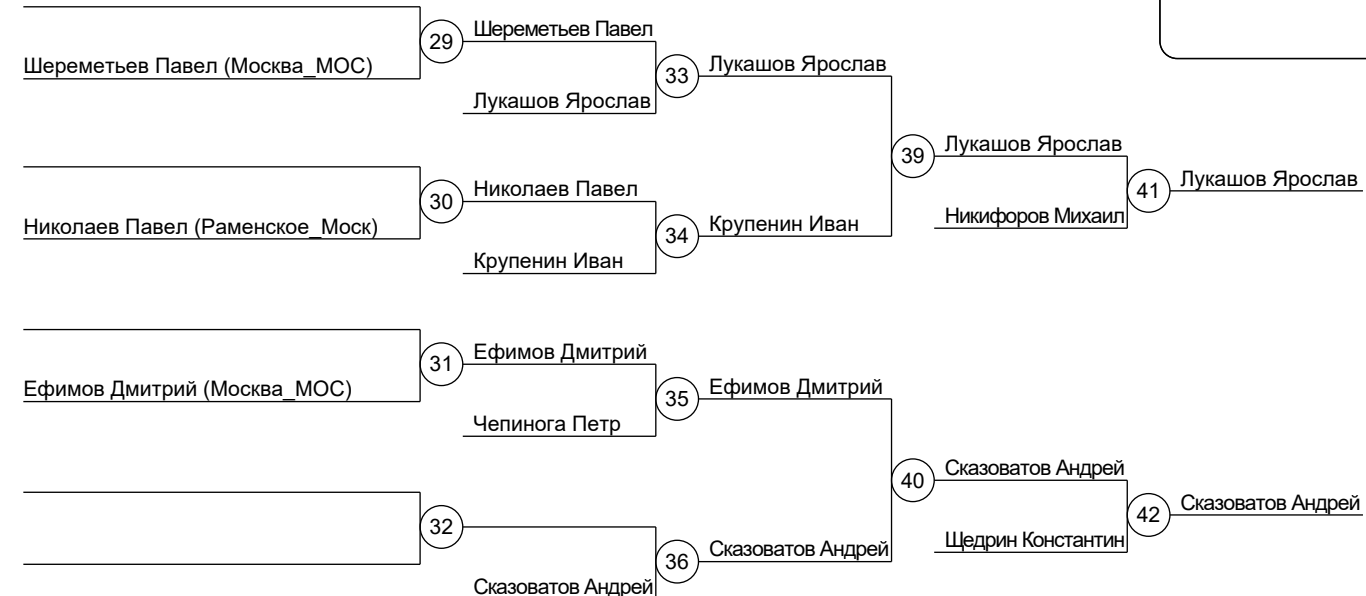 29
Шереметьев Павел
Шереметьев Павел (Москва_МОС)
33
Лукашов Ярослав
Лукашов Ярослав
39
Лукашов Ярослав
41
Лукашов Ярослав
30
Николаев Павел
Никифоров Михаил
Николаев Павел (Раменское_Моск)
34
Крупенин Иван
Крупенин Иван
31
Ефимов Дмитрий
Ефимов Дмитрий (Москва_МОС)
35
Ефимов Дмитрий
Чепинога Петр
40
Сказоватов Андрей
42
Сказоватов Андрей
32
Щедрин Константин
36
Сказоватов Андрей
Сказоватов Андрей